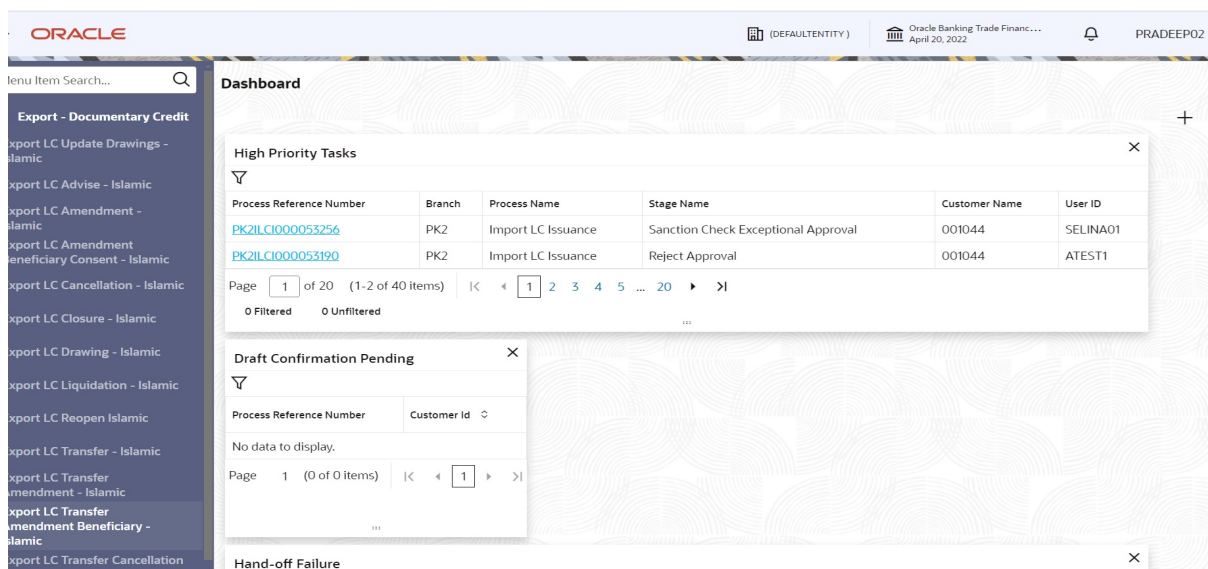 ORACLE
(DEFAULTENTITY)
Oracle Banking Trade Financ...
April 20, 2022
PRADEEP02
Menu Item Search...
Export - Documentary Credit
xport LC Update Drawings -
slamic
xport LC Advise - Islamic
xport LC Amendment -
slamic
xport LC Amendment
Beneficiary Consent - Islamic
xport LC Cancellation - Islamic
xport LC Closure - Islamic
xport LC Drawing - Islamic
xport LC Liquidation - Islamic
xport LC Reopen Islamic
xport LC Transfer - Islamic
xport LC Transfer
Amendment - Islamic
xport LC Transfer
Amendment Beneficiary -
slamic
xport LC Transfer Cancellation
Dashboard
High Priority Tasks
Process Reference Number Branch Process Name Stage Name Customer Name User ID
PK2ILCI000053256 PK2 Import LC Issuance Sanction Check Exceptional Approval 001044 SELINA01
PK2ILCI000053190 PK2 Import LC Issuance Reject Approval 001044 ATEST1
Page 1 of 20 (1-2 of 40 items) 1 2 3 4 5 ... 20
0 Filtered 0 Unfiltered
Draft Confirmation Pending
Process Reference Number Customer Id
No data to display.
Page 1 (0 of 0 items) 1
Hand-off Failure